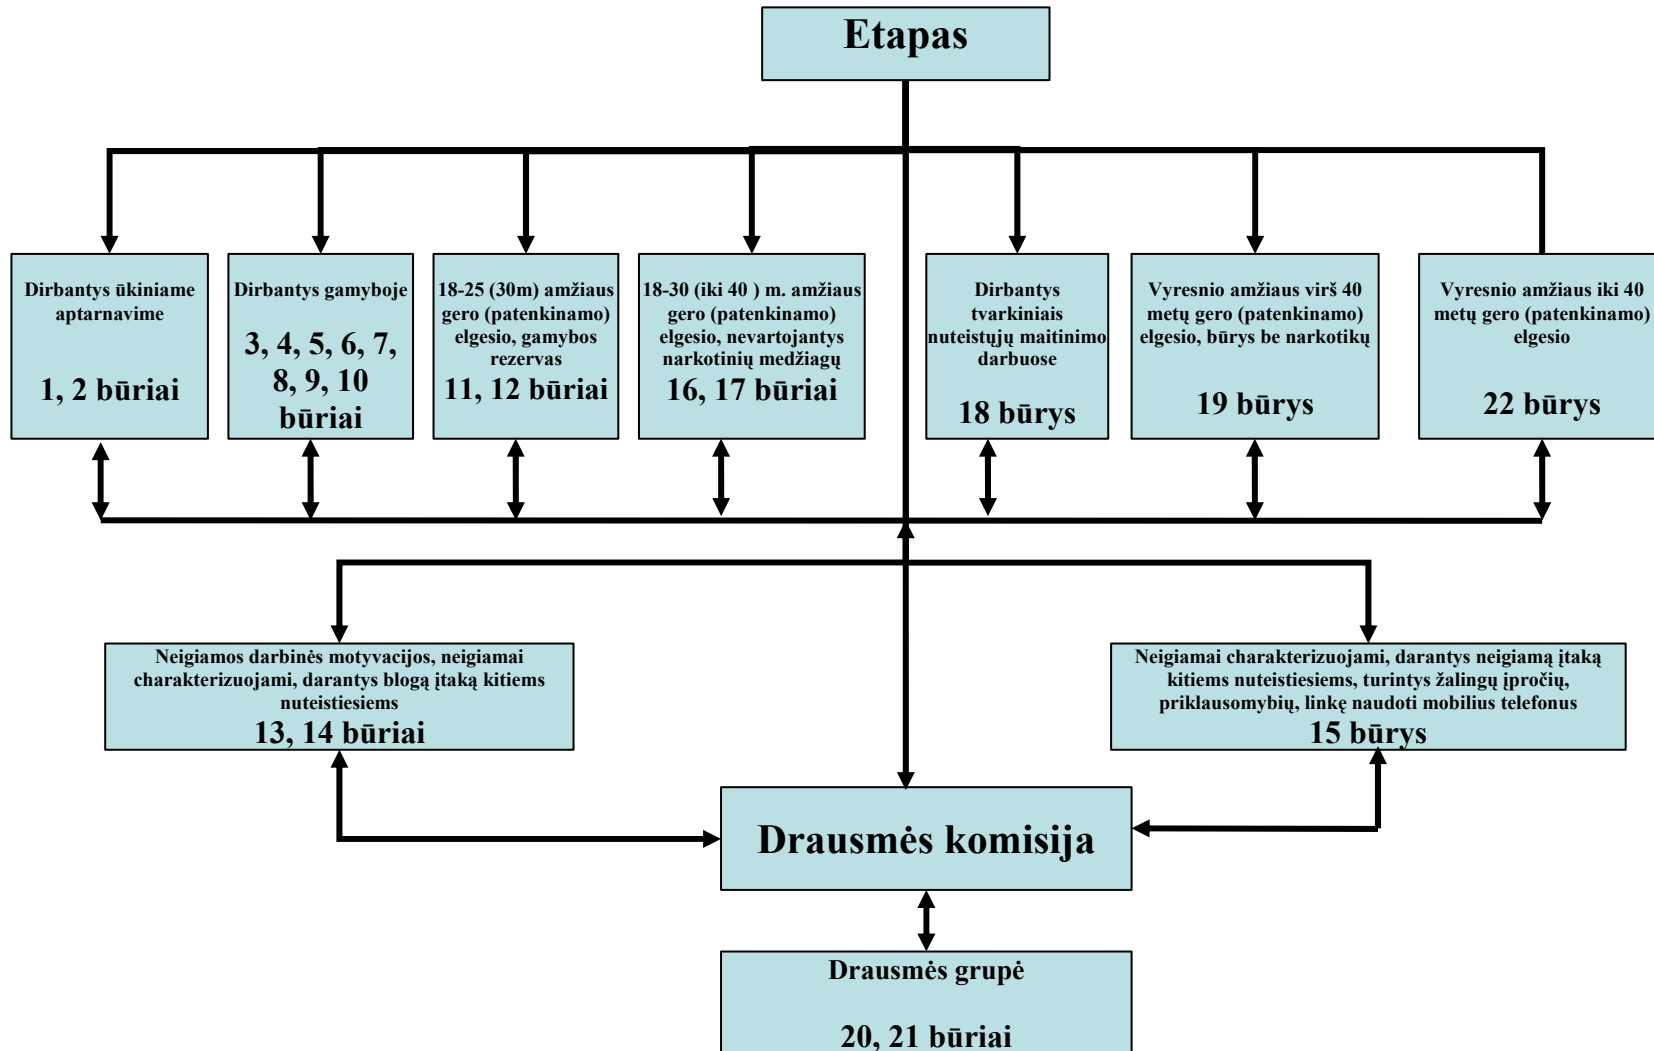 Etapas
Dirbantys ūkiniame
aptarnavime
1, 2 būriai
Dirbantys gamyboje
3, 4, 5, 6, 7,
8, 9, 10
būriai
18-25 (30m) amžiaus
gero (patenkinamo)
elgesio, gamybos
rezervas
11, 12 būriai
18-30 (iki 40 ) m. amžiaus
gero (patenkinamo)
elgesio, nevartojantys
narkotinių medžiagų
16, 17 būriai
Dirbantys
tvarkiniais
nuteistųjų maitinimo
darbuose
18 būrys
Vyresnio amžiaus virš 40
metų gero (patenkinamo)
elgesio, būrys be narkotikų
19 būrys
Vyresnio amžiaus iki 40
metų gero (patenkinamo)
elgesio
22 būrys
Neigiamos darbinės motyvacijos, neigiamai
charakterizuojami, darantys blogą įtaką kitiems
nuteistiesiems
13, 14 būriai
Neigiamai charakterizuojami, darantys neigiamą įtaką
kitiems nuteistiesiems, turintys žalingų įpročių,
priklausomybių, linkę naudoti mobilius telefonus
15 būrys
Drausmės komisija
Drausmės grupė
20, 21 būriai